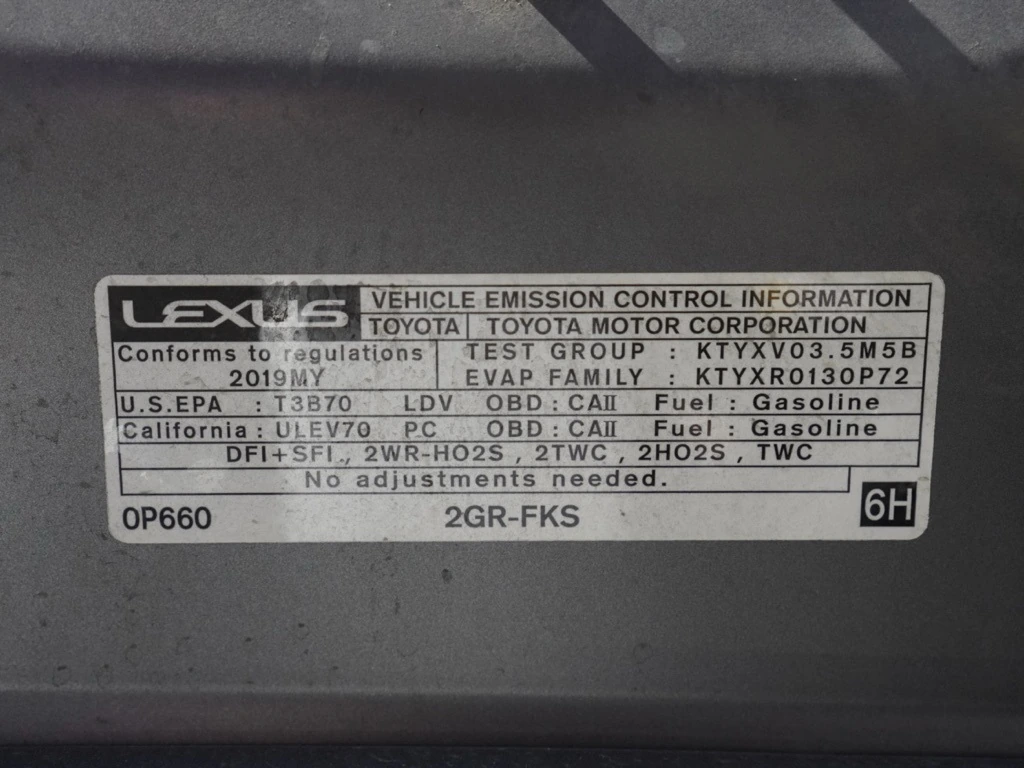 LEXUS VEHICLE EMISSION CONTROL INFORMATION
TOYOTA TOYOTA MOTOR CORPORATION
Conforms to regulations TEST GROUP : KTYXV03.5M5B
2019MY EVAP FAMILY : KTYXR0130P72
U.S.EPA : T3B70 LDV OBD : CAII Fuel : Gasoline
California : ULEV70 PC OBD : CAII Fuel : Gasoline
DFI+SFI , 2WR-HO2S , 2TWC , 2HO2S , TWC
No adjustments needed.
0P660 2GR-FKS 6H